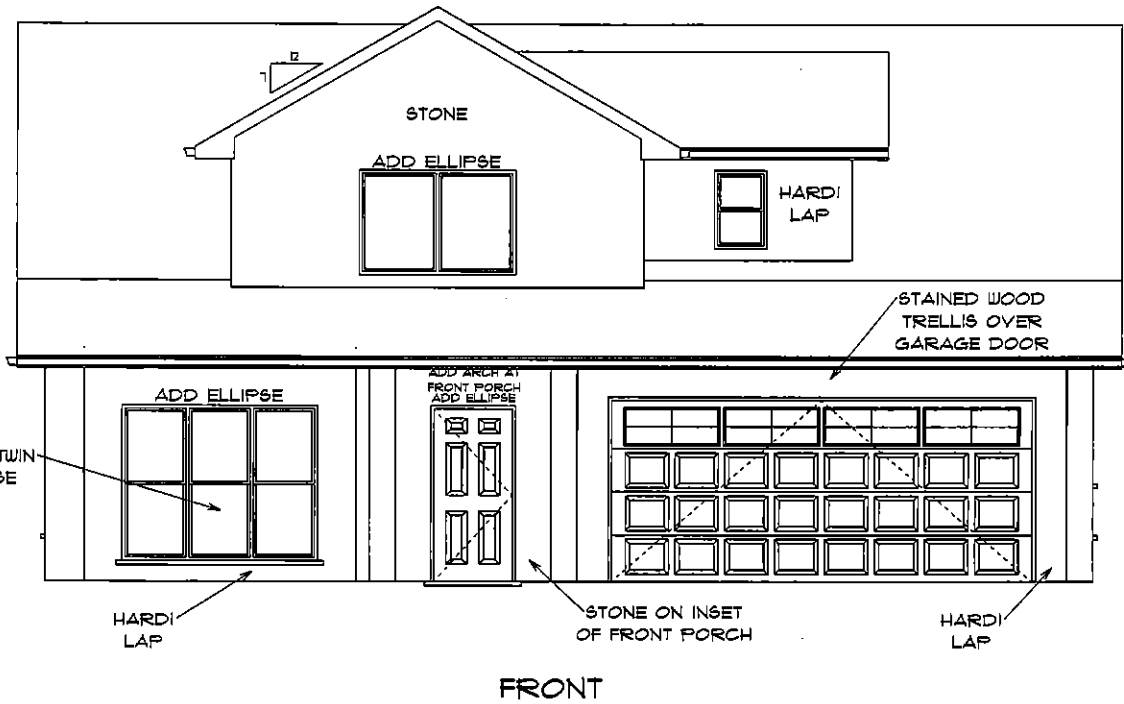 12
7
STONE
ADD ELLIPSE
HARDI
LAP
STAINED WOOD
TRELLIS OVER
GARAGE DOOR
ADD ELLIPSE
ADD ARCH AT
FRONT PORCH
ADD ELLIPSE
TWIN
HARDI
LAP
STONE ON INSET
OF FRONT PORCH
HARDI
LAP
FRONT